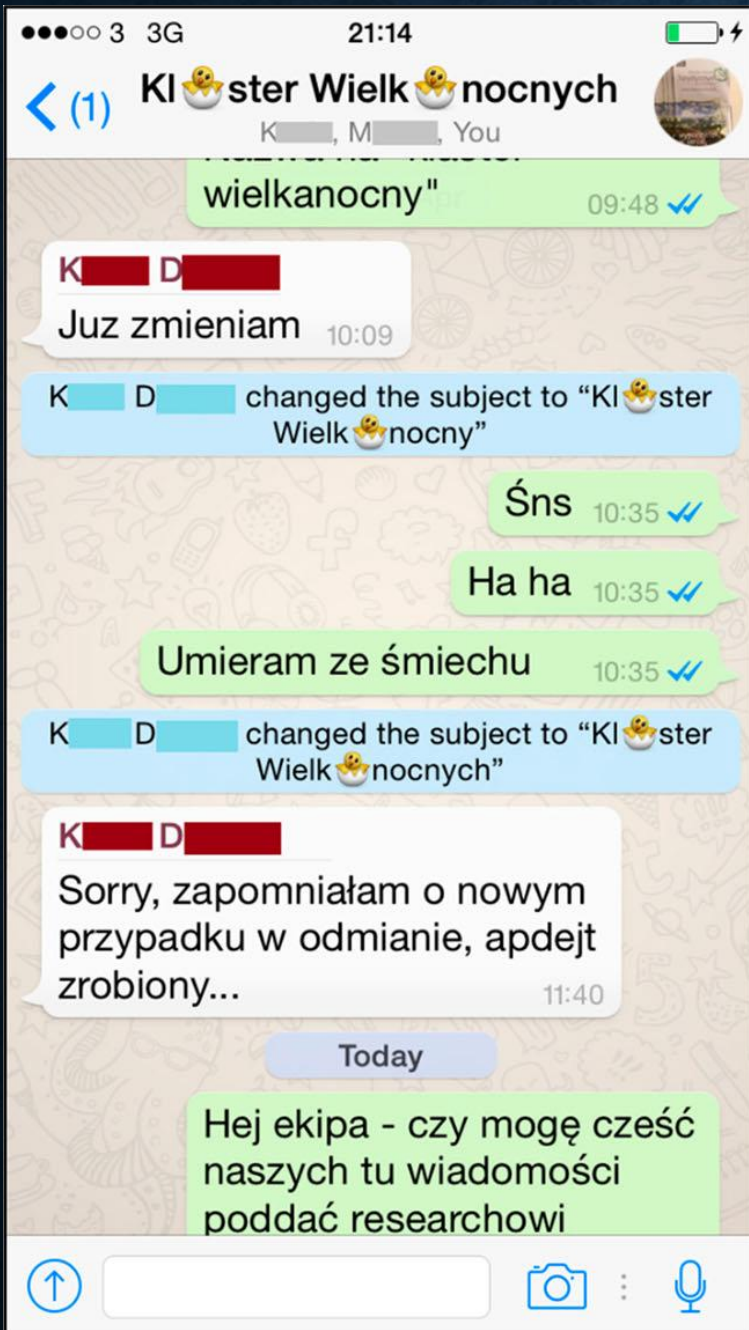 3 3G 21:14
(1) Kl🐣ster Wielk🐣nocnych
K, M, You
wielkanocny" 09:48
K D
Juz zmieniam 10:09
K D changed the subject to “Kl🐣ster
Wielk🐣nocny”
Śns 10:35
Ha ha 10:35
Umieram ze śmiechu 10:35
K D changed the subject to “Kl🐣ster
Wielk🐣nocnych”
K D
Sorry, zapomniałam o nowym
przypadku w odmianie, apdejt
zrobiony... 11:40
Today
Hej ekipa - czy mogę cześć
naszych tu wiadomości
poddać researchowi